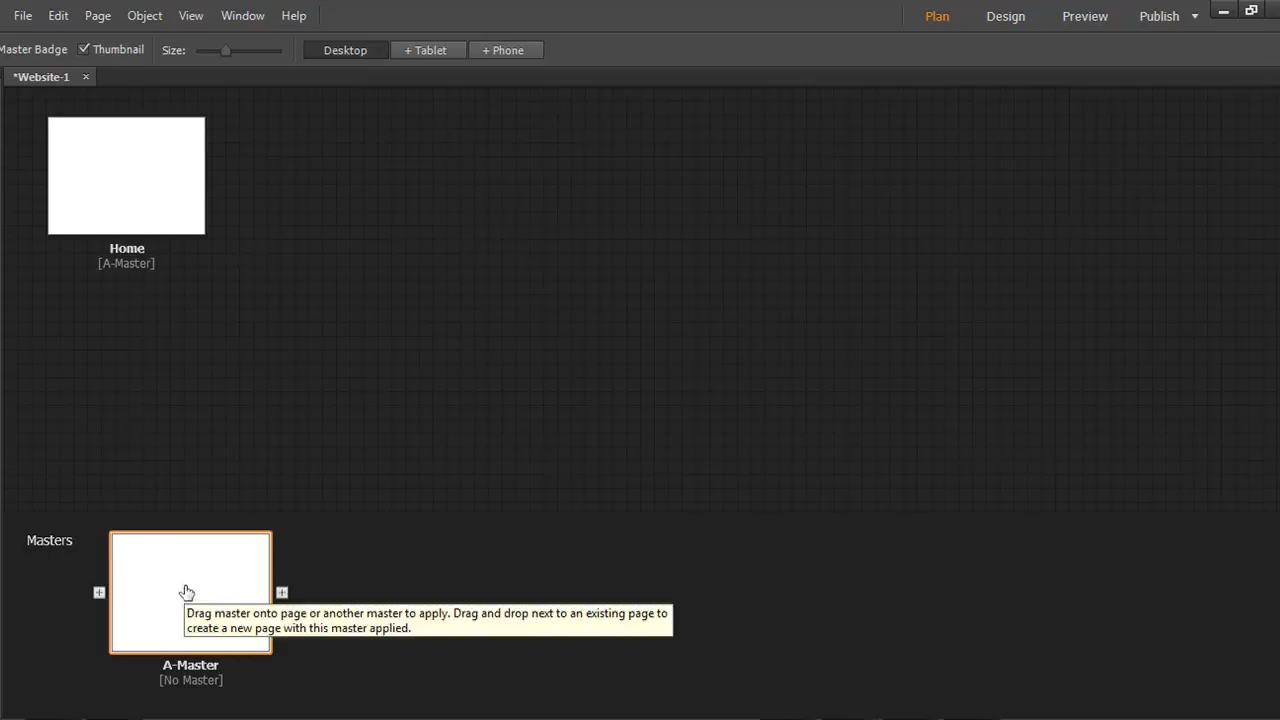 File Edit Page Object View Window Help Plan Design Preview Publish
Master Badge Thumbnail Size: Desktop + Tablet + Phone
*Website-1 ×
Home
[A-Master]
Masters
Drag master onto page or another master to apply. Drag and drop next to an existing page to
create a new page with this master applied.
A-Master
[No Master]